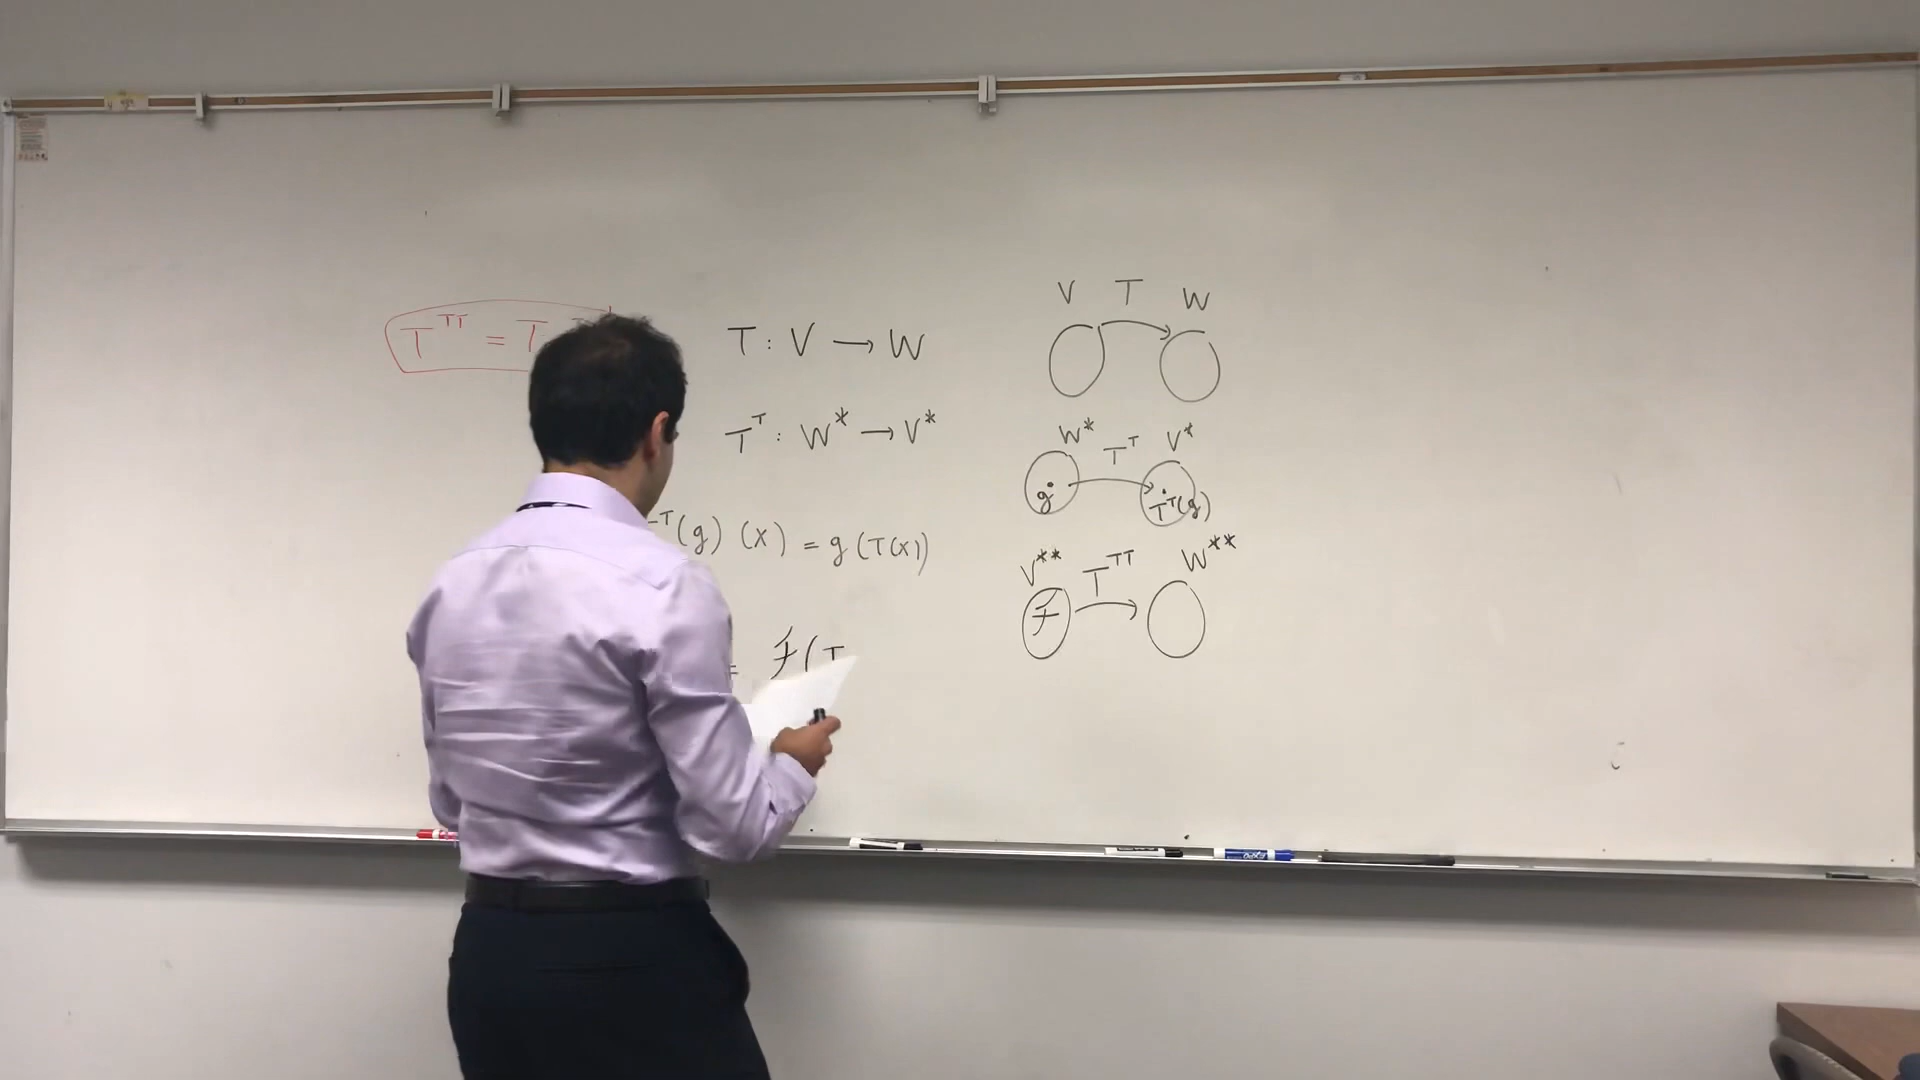 T^{TT} = T
T : V → W
T^T : W* → V*
T(g) (x) = g(T(x))
= f(T
V T W
W* T^T V*
g T^T(g)
V** T^{TT} W**
f